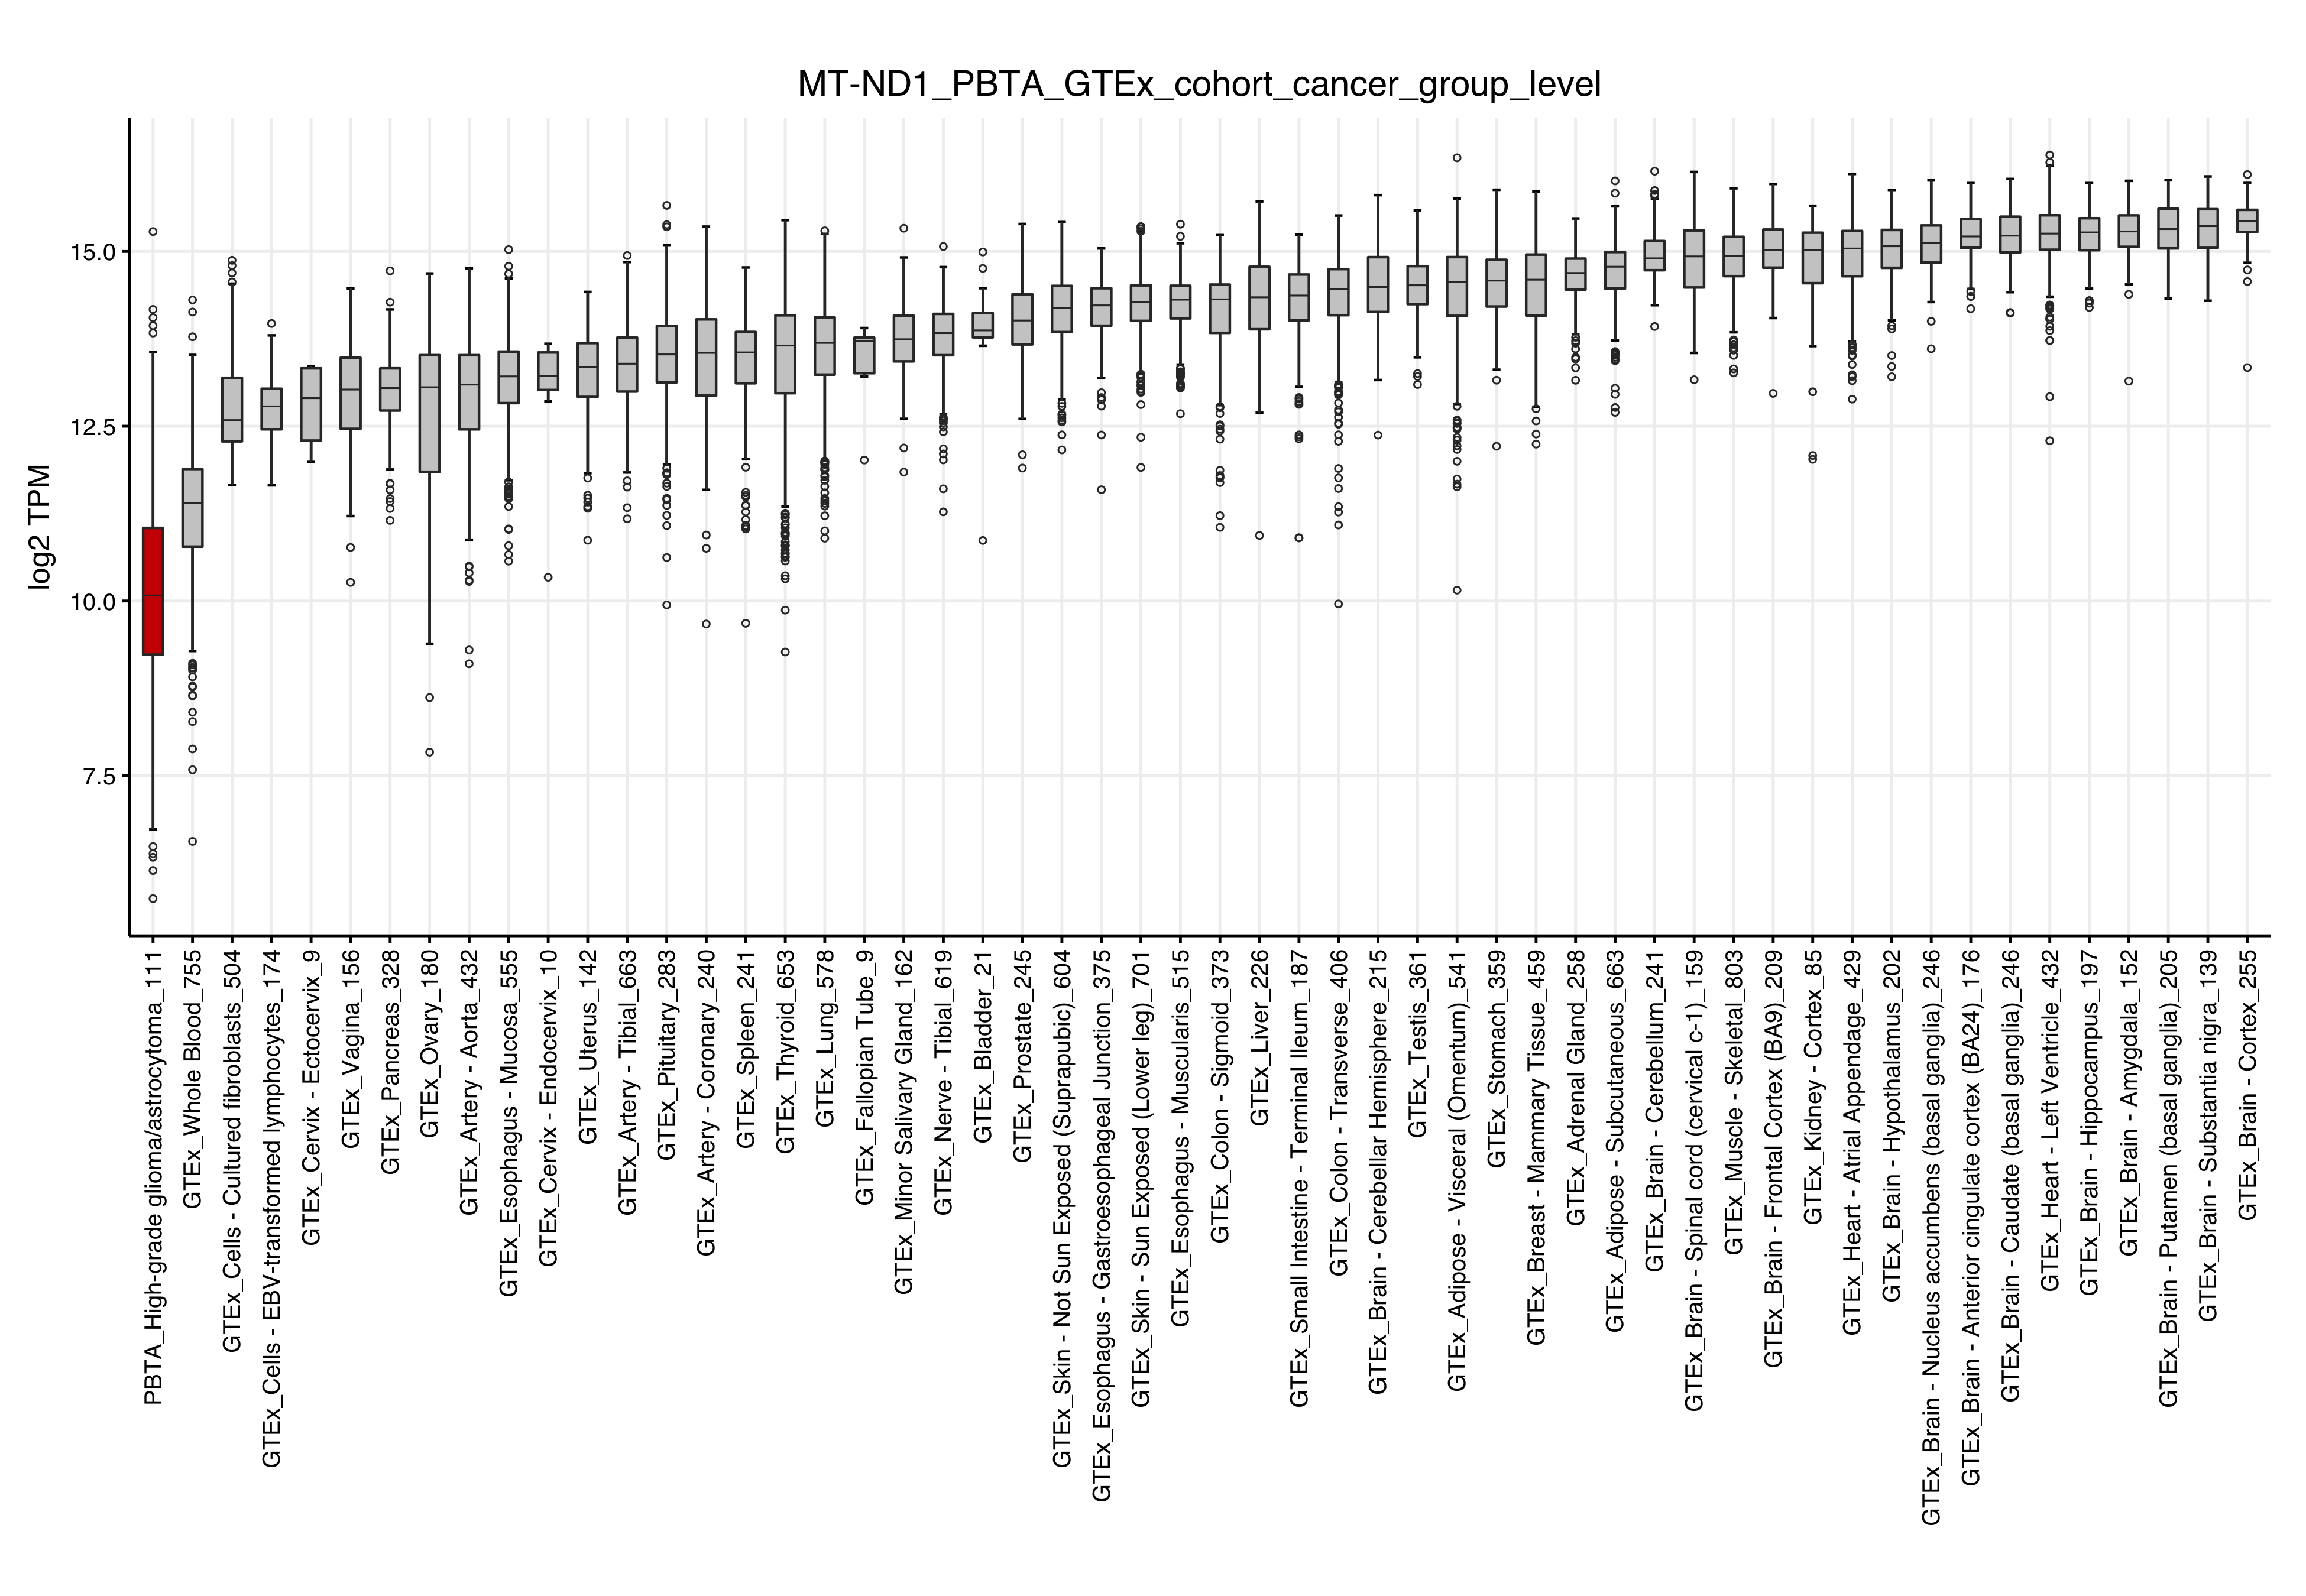 MT-ND1_PBTA_GTEx_cohort_cancer_group_level
log2 TPM
15.0
12.5
10.0
7.5
PBTA_High-grade glioma/astrocytoma_111
GTEx_Whole Blood_755
GTEx_Cells - Cultured fibroblasts_504
GTEx_Cells - EBV-transformed lymphocytes_174
GTEx_Cervix - Ectocervix_9
GTEx_Vagina_156
GTEx_Pancreas_328
GTEx_Ovary_180
GTEx_Artery - Aorta_432
GTEx_Esophagus - Mucosa_555
GTEx_Cervix - Endocervix_10
GTEx_Uterus_142
GTEx_Artery - Tibial_663
GTEx_Pituitary_283
GTEx_Artery - Coronary_240
GTEx_Spleen_241
GTEx_Thyroid_653
GTEx_Lung_578
GTEx_Fallopian Tube_9
GTEx_Minor Salivary Gland_162
GTEx_Nerve - Tibial_619
GTEx_Bladder_21
GTEx_Prostate_245
GTEx_Skin - Not Sun Exposed (Suprapubic)_604
GTEx_Esophagus - Gastroesophageal Junction_375
GTEx_Skin - Sun Exposed (Lower leg)_701
GTEx_Esophagus - Muscularis_515
GTEx_Colon - Sigmoid_373
GTEx_Liver_226
GTEx_Small Intestine - Terminal Ileum_187
GTEx_Colon - Transverse_406
GTEx_Brain - Cerebellar Hemisphere_215
GTEx_Testis_361
GTEx_Adipose - Visceral (Omentum)_541
GTEx_Stomach_359
GTEx_Breast - Mammary Tissue_459
GTEx_Adrenal Gland_258
GTEx_Adipose - Subcutaneous_663
GTEx_Brain - Cerebellum_241
GTEx_Brain - Spinal cord (cervical c-1)_159
GTEx_Muscle - Skeletal_803
GTEx_Brain - Frontal Cortex (BA9)_209
GTEx_Kidney - Cortex_85
GTEx_Heart - Atrial Appendage_429
GTEx_Brain - Hypothalamus_202
GTEx_Brain - Nucleus accumbens (basal ganglia)_246
GTEx_Brain - Anterior cingulate cortex (BA24)_176
GTEx_Brain - Caudate (basal ganglia)_246
GTEx_Heart - Left Ventricle_432
GTEx_Brain - Hippocampus_197
GTEx_Brain - Amygdala_152
GTEx_Brain - Putamen (basal ganglia)_205
GTEx_Brain - Substantia nigra_139
GTEx_Brain - Cortex_255